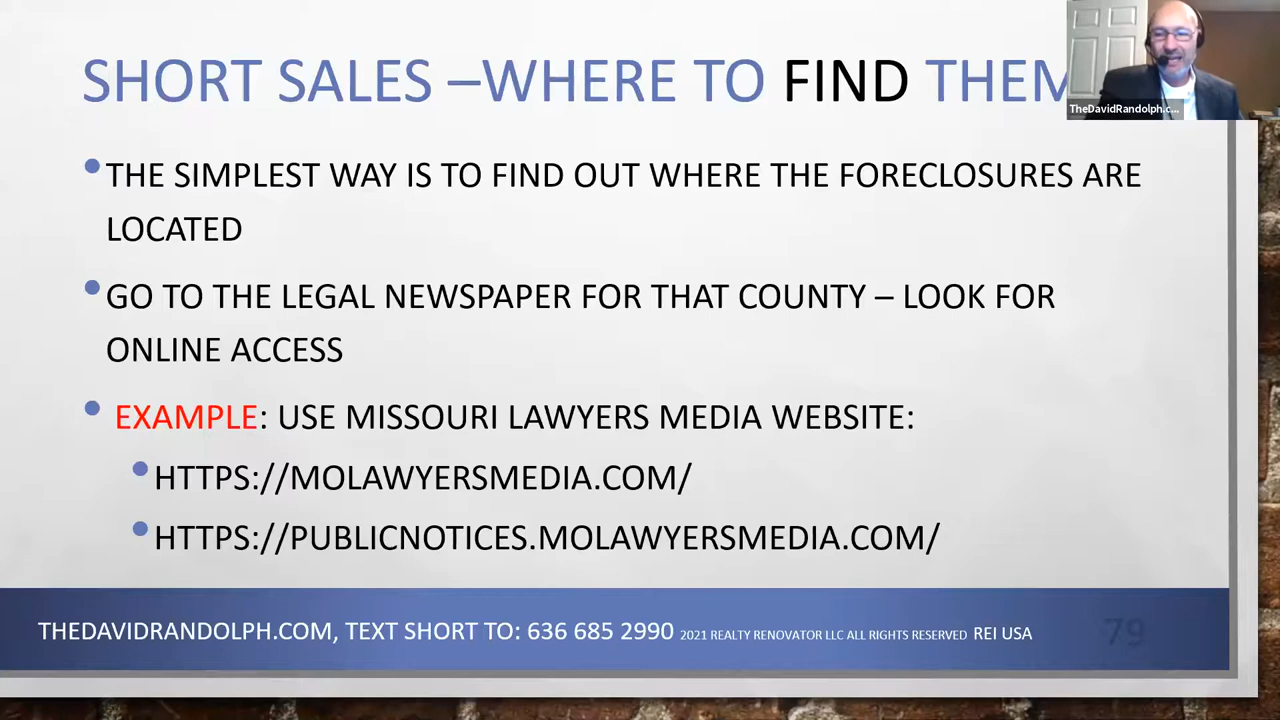 SHORT SALES –WHERE TO FIND THEM
TheDavidRandolph.c...
•THE SIMPLEST WAY IS TO FIND OUT WHERE THE FORECLOSURES ARE
LOCATED
•GO TO THE LEGAL NEWSPAPER FOR THAT COUNTY – LOOK FOR
ONLINE ACCESS
• EXAMPLE: USE MISSOURI LAWYERS MEDIA WEBSITE:
•HTTPS://MOLAWYERSMEDIA.COM/
•HTTPS://PUBLICNOTICES.MOLAWYERSMEDIA.COM/
THEDAVIDRANDOLPH.COM, TEXT SHORT TO: 636 685 2990 2021 REALTY RENOVATOR LLC ALL RIGHTS RESERVED REI USA
79